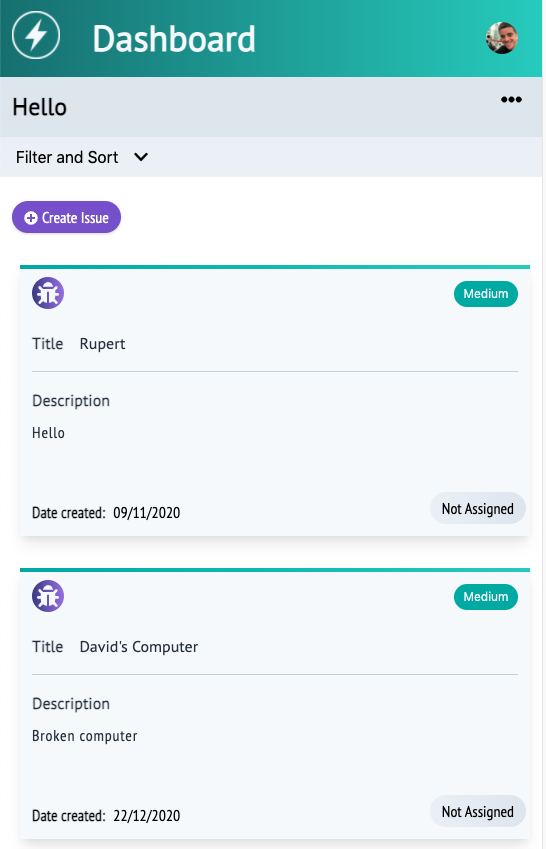 Dashboard
Hello
Filter and Sort
Create Issue
Medium
Title Rupert
Description
Hello
Date created: 09/11/2020 Not Assigned
Medium
Title David's Computer
Description
Broken computer
Date created: 22/12/2020 Not Assigned